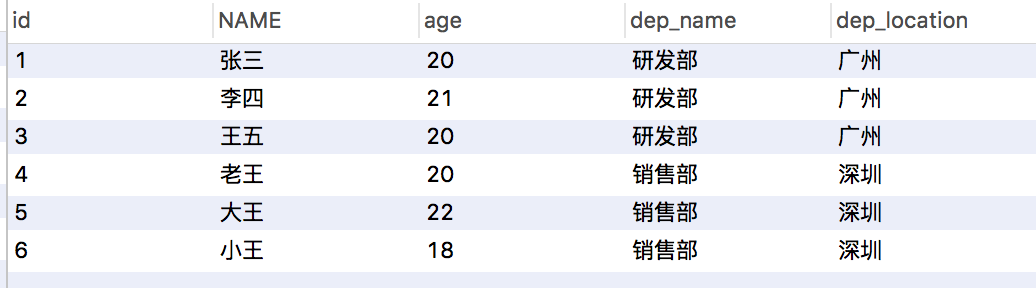 id NAME age dep_name dep_location
1 张三 20 研发部 广州
2 李四 21 研发部 广州
3 王五 20 研发部 广州
4 老王 20 销售部 深圳
5 大王 22 销售部 深圳
6 小王 18 销售部 深圳